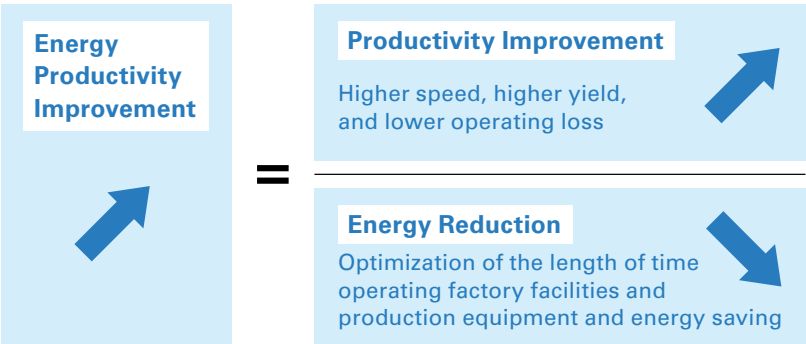 Energy
Productivity
Improvement
=
Productivity Improvement
Higher speed, higher yield,
and lower operating loss
Energy Reduction
Optimization of the length of time
operating factory facilities and
production equipment and energy saving